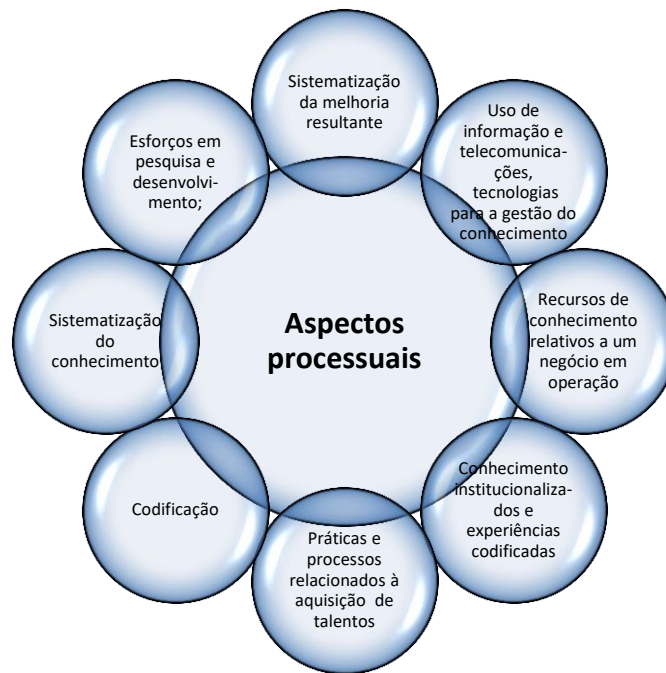 Sistematização
da melhoria
resultante
Uso de
informação e
telecomunica-
ções,
tecnologias
para a gestão do
conhecimento
Recursos de
conhecimento
relativos a um
negócio em
operação
Conhecimento
institucionaliza-
dos e
experiências
codificadas
Práticas e
processos
relacionados à
aquisição de
talentos
Codificação
Sistematização
do
conhecimento
Esforços em
pesquisa e
desenvolvi-
mento;
Aspectos
processuais